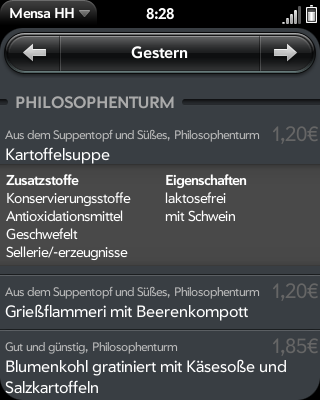 Mensa HH 8:28
Gestern
PHILOSOPHENTURM
Aus dem Suppentopf und Süßes, Philosophenturm 1,20€
Kartoffelsuppe
Zusatzstoffe Eigenschaften
Konservierungsstoffe laktosefrei
Antioxidationsmittel mit Schwein
Geschwefelt
Sellerie/-erzeugnisse
Aus dem Suppentopf und Süßes, Philosophenturm 1,20€
Grießflammeri mit Beerenkompott
Gut und günstig, Philosophenturm 1,85€
Blumenkohl gratiniert mit Käsesoße und
Salzkartoffeln